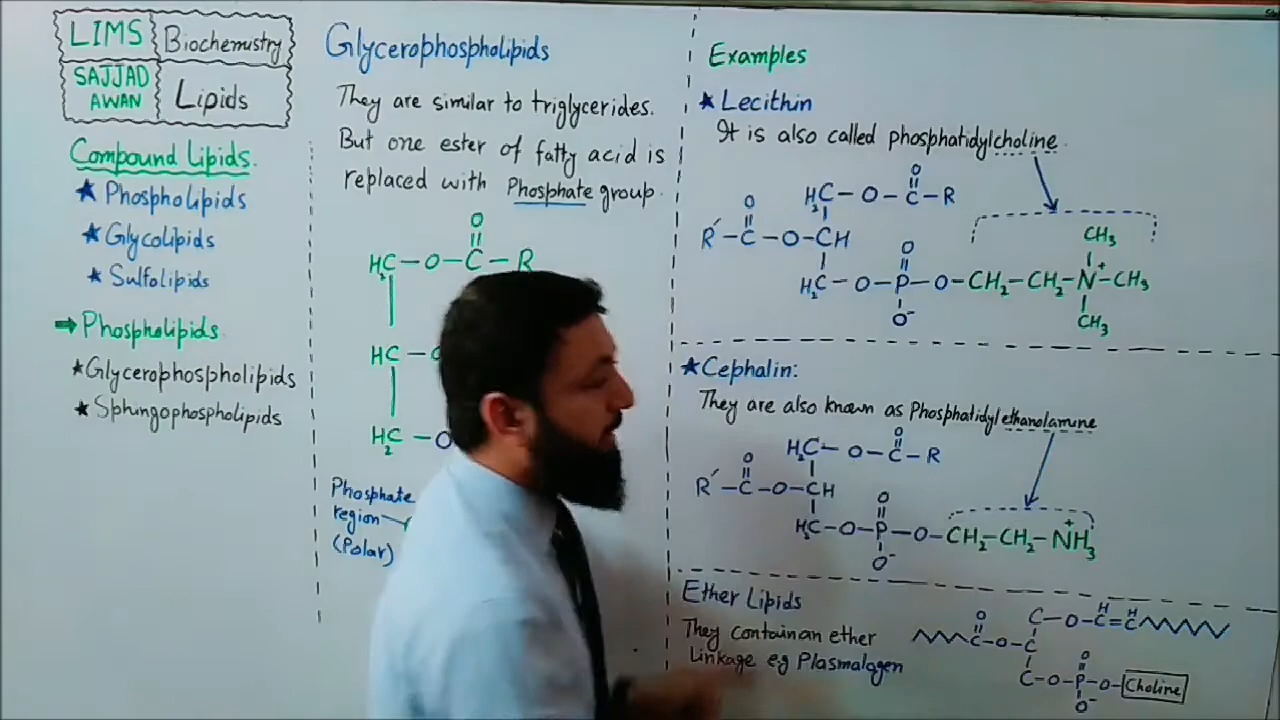 LIMS Biochemistry
SAJJAD AWAN Lipids
Compound Lipids.
★ Phospholipids
★ Glycolipids
★ Sulfolipids
⇒ Phospholipids.
★ Glycerophospholipids
★ Sphingophospholipids
Glycerophospholipids
They are similar to triglycerides.
But one ester of fatty acid is
replaced with Phosphate group.
O
H₂C – O – C – R
HC –
H₂C – O
Phosphate
region
(Polar)
Examples
★ Lecithin
It is also called phosphatidylcholine.
O
H₂C – O – C – R
O
R´ – C – O – CH
CH₃
O
H₂C – O – P – O – CH₂ – CH₂ – N⁺ – CH₃
O⁻
CH₃
★ Cephalin:
They are also known as Phosphatidylethanolamine
O
H₂C – O – C – R
O
R´ – C – O – CH
O
H₂C – O – P – O – CH₂ – CH₂ – N⁺H₃
O⁻
Ether Lipids
They contain an ether
Linkage eg Plasmalogen
H H
C – O – C = C
O
C – O – C
O
C – O – P – O – Choline
O⁻